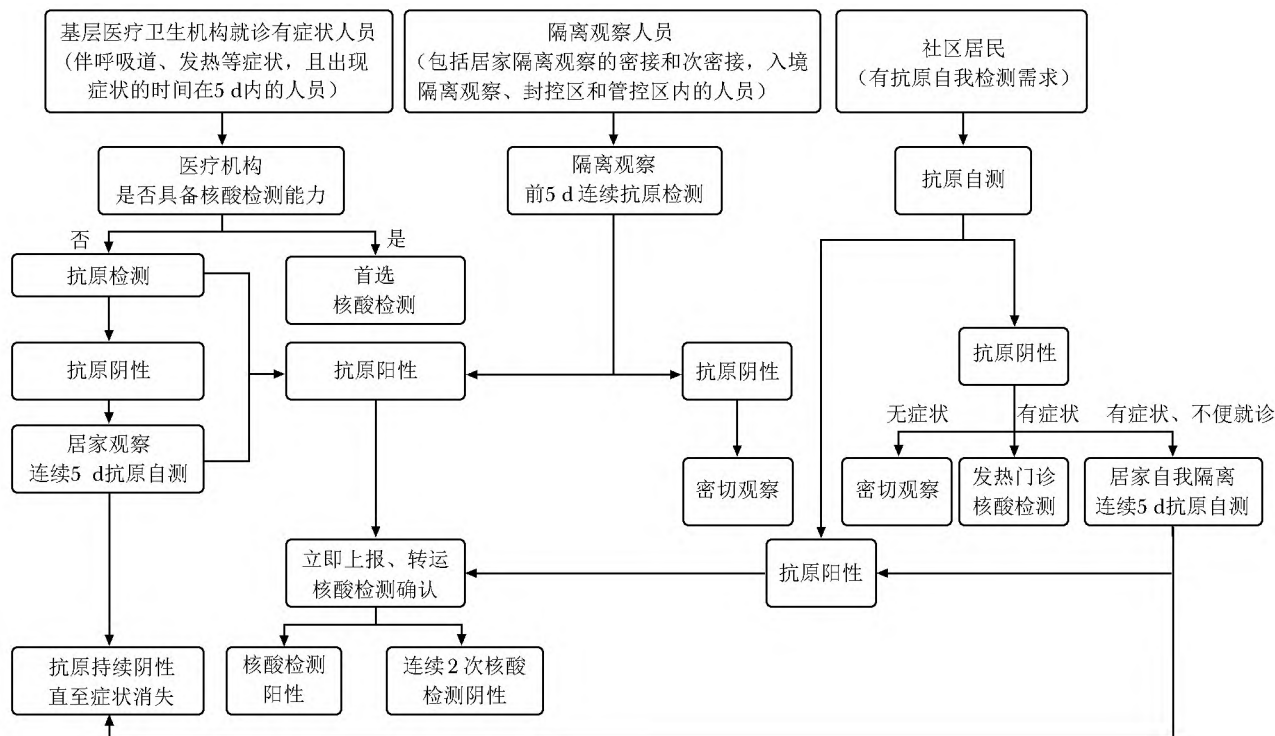 基层医疗卫生机构就诊有症状人员
（伴呼吸道、发热等症状，且出现
症状的时间在5 d内的人员）
隔离观察人员
（包括居家隔离观察的密接和次密接，入境
隔离观察、封控区和管控区内的人员）
社区居民
（有抗原自我检测需求）
医疗机构
是否具备核酸检测能力
隔离观察
前5 d连续抗原检测
抗原自测
否
是
抗原检测
首选
核酸检测
抗原阴性
抗原阳性
抗原阴性
抗原阴性
无症状
有症状
有症状、不便就诊
居家观察
连续5 d抗原自测
密切观察
密切观察
发热门诊
核酸检测
居家自我隔离
连续5 d抗原自测
立即上报、转运
核酸检测确认
抗原阳性
抗原持续阴性
直至症状消失
核酸检测
阳性
连续2次核酸
检测阴性